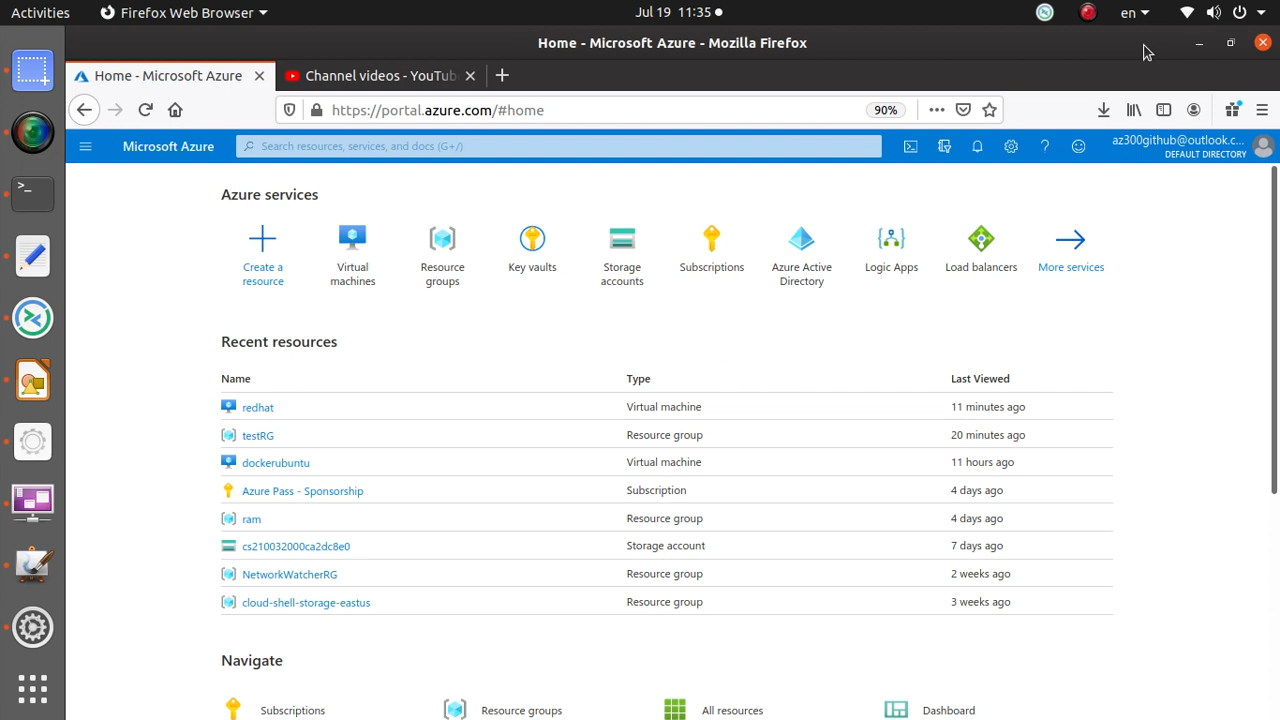 Activities Firefox Web Browser Jul 19 11:35 en
Home - Microsoft Azure - Mozilla Firefox
Home - Microsoft Azure Channel videos - YouTub
https://portal.azure.com/#home 90%
Microsoft Azure Search resources, services, and docs (G+/) az300github@outlook.c...
DEFAULT DIRECTORY
Azure services
Create a resource
Virtual machines
Resource groups
Key vaults
Storage accounts
Subscriptions
Azure Active Directory
Logic Apps
Load balancers
More services
Recent resources
Name Type Last Viewed
redhat Virtual machine 11 minutes ago
testRG Resource group 20 minutes ago
dockerubuntu Virtual machine 11 hours ago
Azure Pass - Sponsorship Subscription 4 days ago
ram Resource group 4 days ago
cs210032000ca2dc8e0 Storage account 7 days ago
NetworkWatcherRG Resource group 2 weeks ago
cloud-shell-storage-eastus Resource group 3 weeks ago
Navigate
Subscriptions Resource groups All resources Dashboard